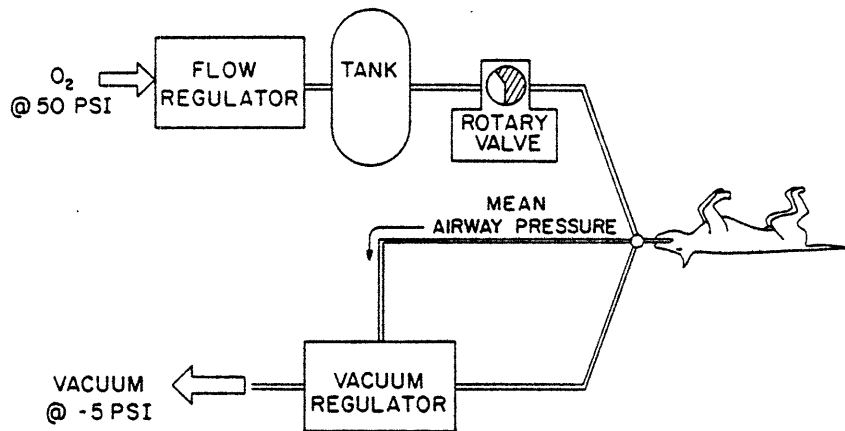 O₂
@ 50 PSI
FLOW
REGULATOR
TANK
ROTARY
VALVE
MEAN
AIRWAY PRESSURE
VACUUM
@ -5 PSI
VACUUM
REGULATOR